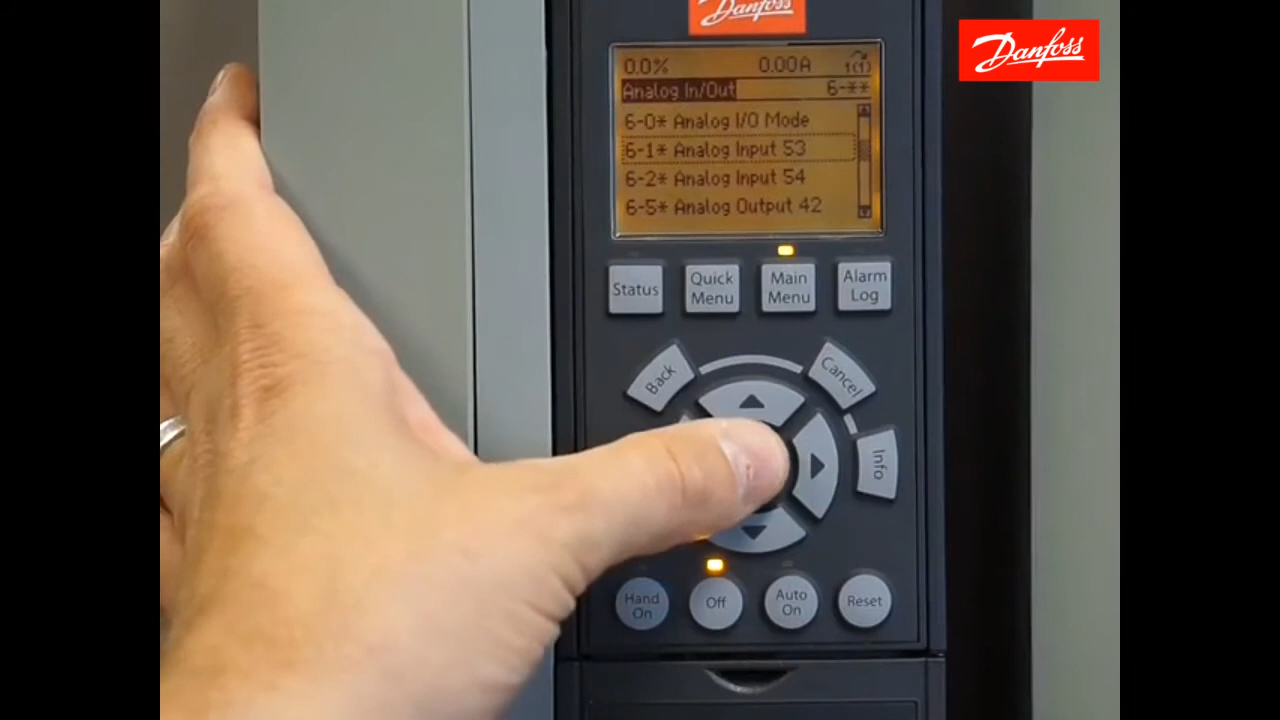 Danfoss
Danfoss
0.0% 0.00A 1(1)
Analog In/Out 6-**
6-0* Analog I/O Mode
6-1* Analog Input 53
6-2* Analog Input 54
6-5* Analog Output 42
Status
Quick Menu
Main Menu
Alarm Log
Back
Cancel
Info
Hand On
Off
Auto On
Reset